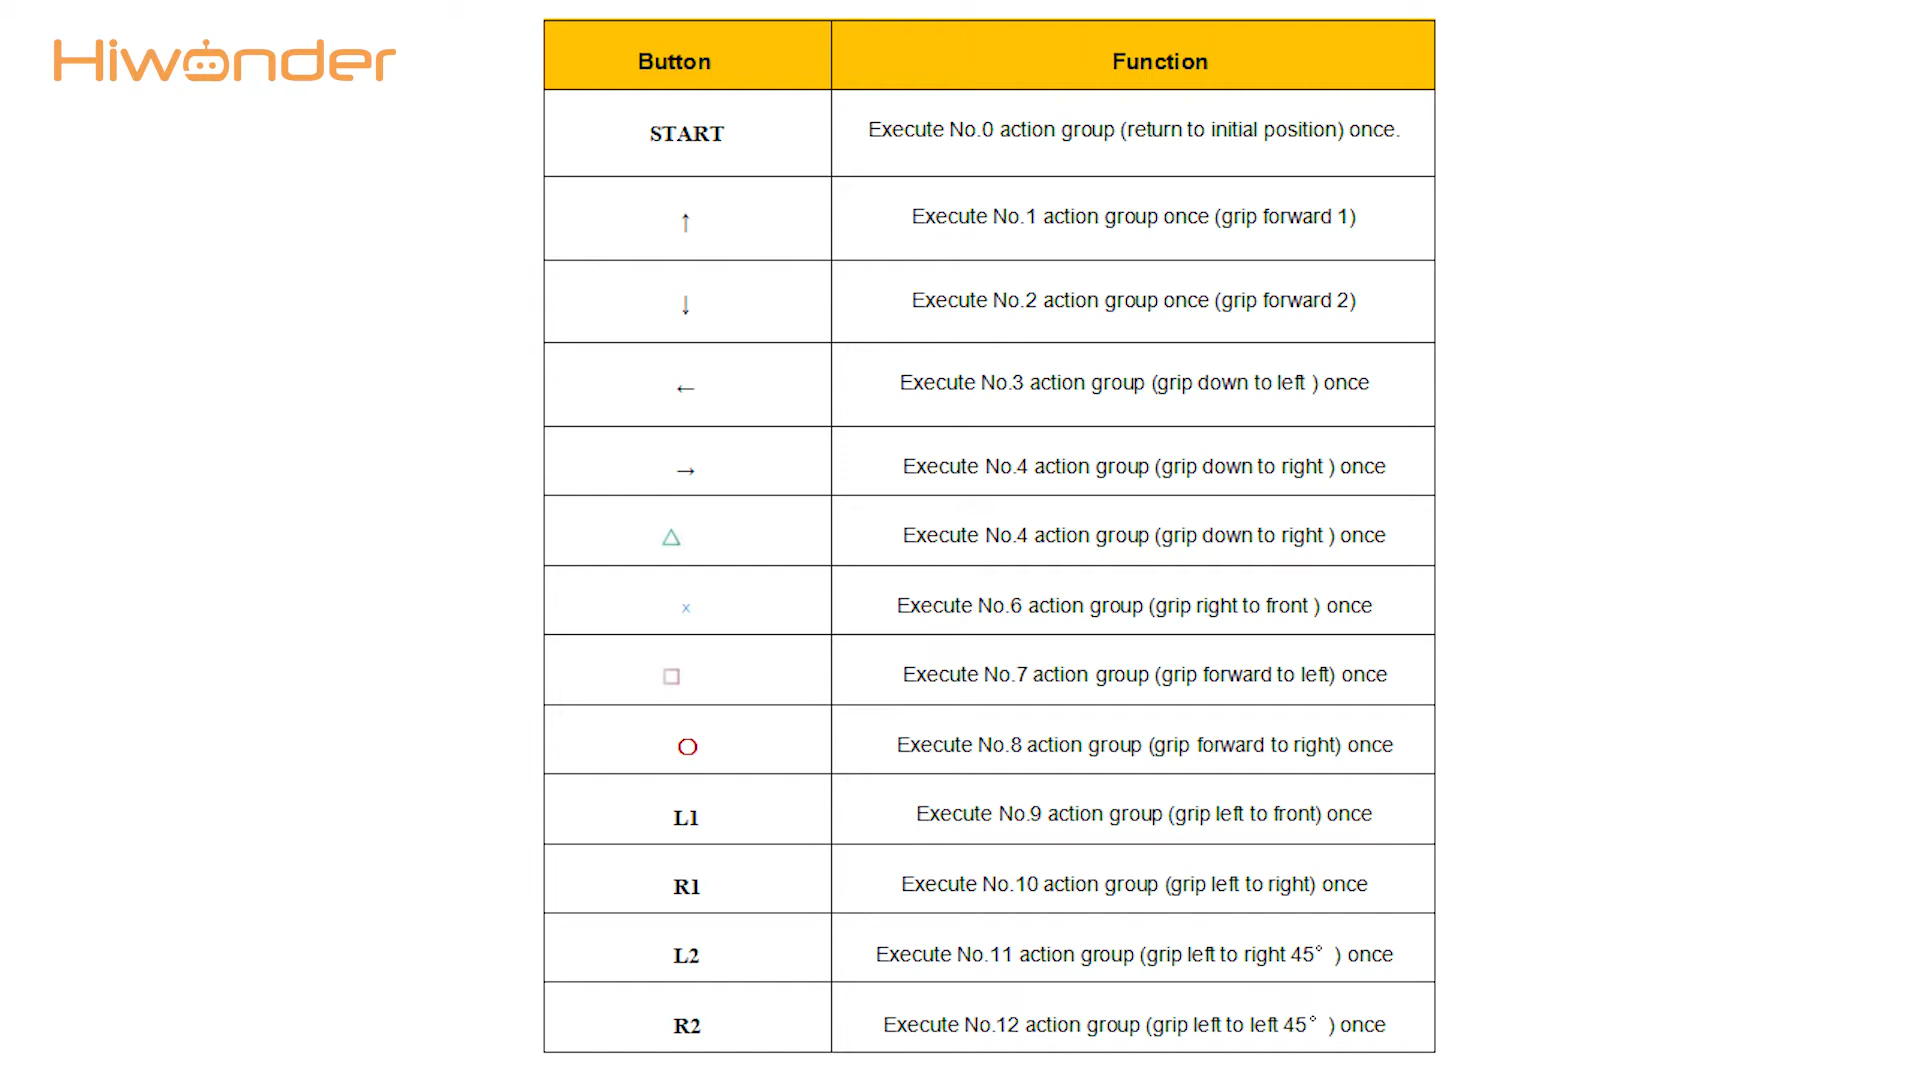 Hiwonder
Button Function
START Execute No.0 action group (return to initial position) once.
↑ Execute No.1 action group once (grip forward 1)
↓ Execute No.2 action group once (grip forward 2)
← Execute No.3 action group (grip down to left ) once
→ Execute No.4 action group (grip down to right ) once
△ Execute No.4 action group (grip down to right ) once
x Execute No.6 action group (grip right to front ) once
□ Execute No.7 action group (grip forward to left) once
○ Execute No.8 action group (grip forward to right) once
L1 Execute No.9 action group (grip left to front) once
R1 Execute No.10 action group (grip left to right) once
L2 Execute No.11 action group (grip left to right 45° ) once
R2 Execute No.12 action group (grip left to left 45° ) once